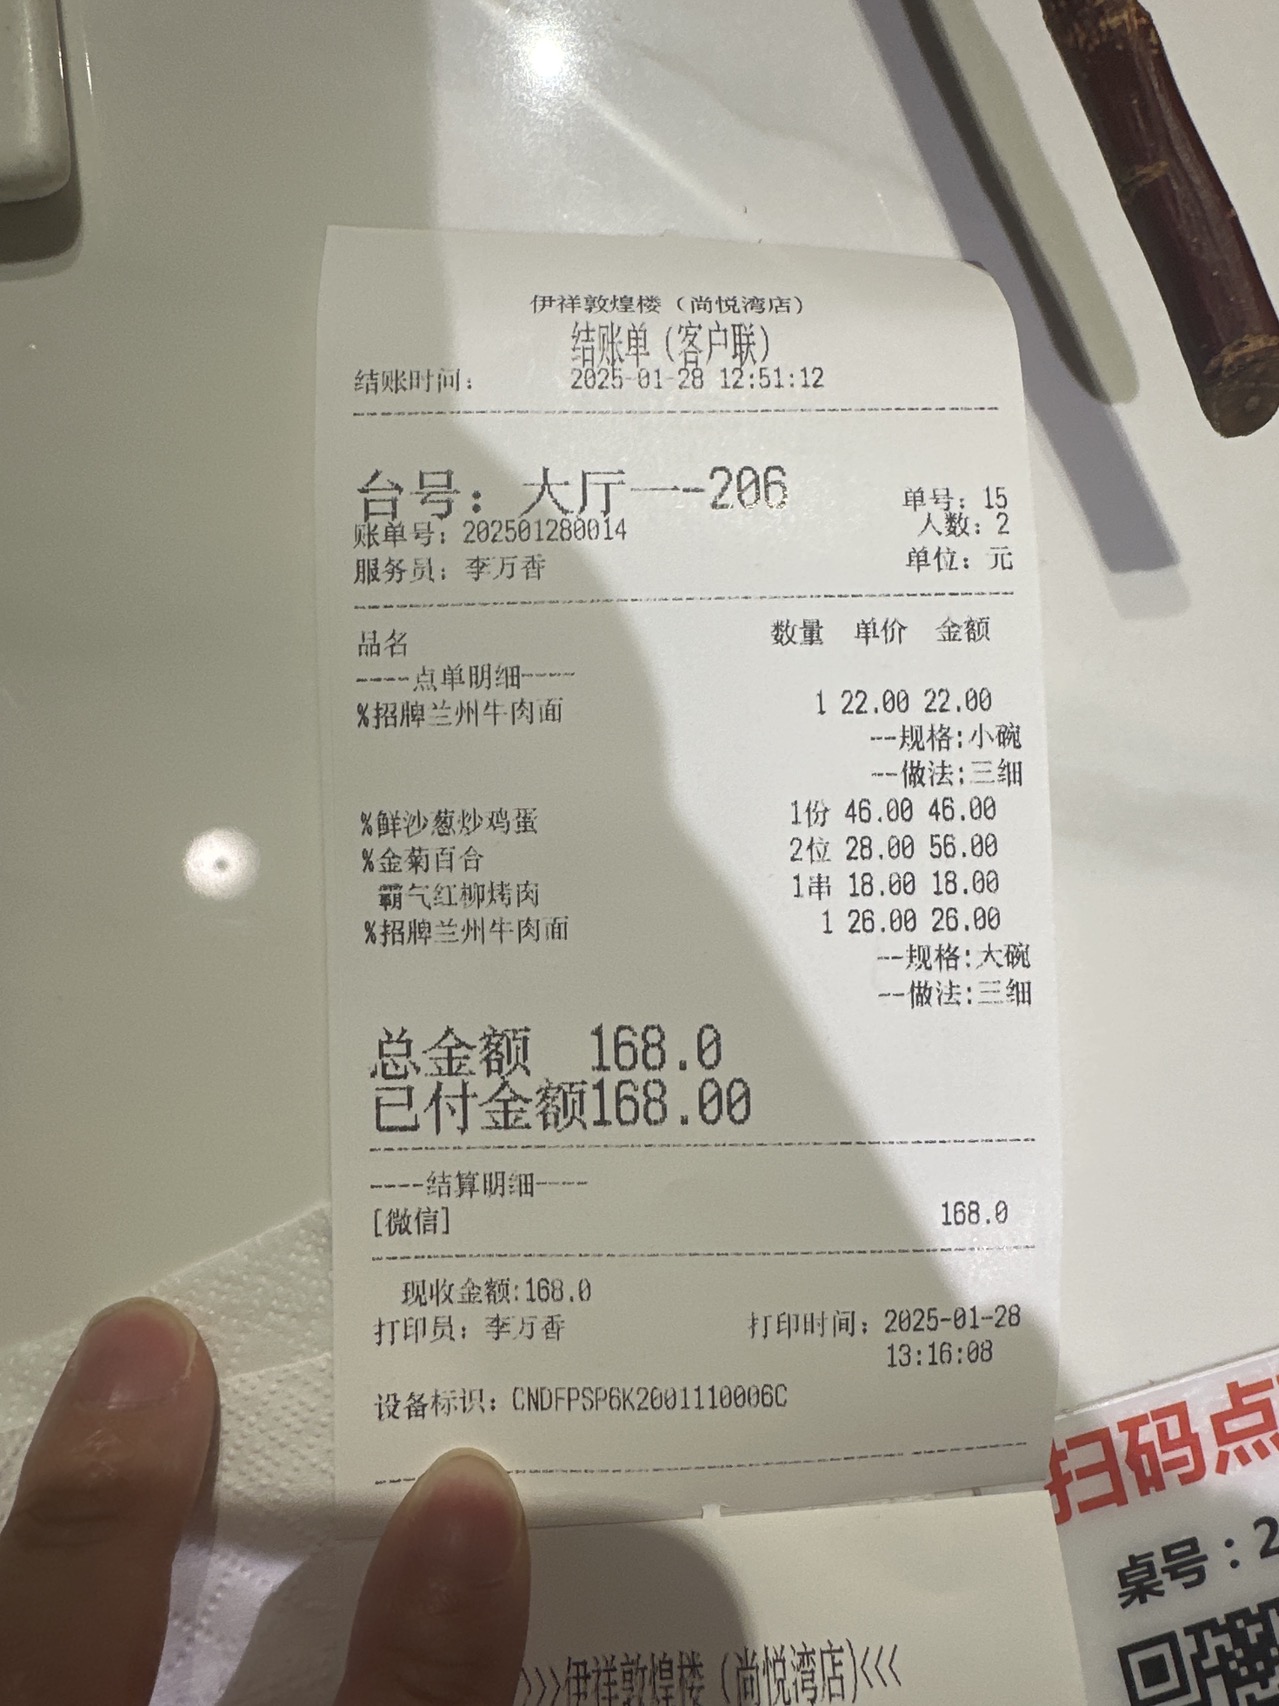 伊祥敦煌楼（尚悦湾店）
结账单（客户联）
结账时间： 2025-01-28 12:51:12
台号：大厅一-206
单号：15
账单号：202501280014
人数：2
服务员：李万香
单位：元
品名 数量 单价 金额
----点单明细----
%招牌兰州牛肉面 1 22.00 22.00
--规格:小碗
--做法:三细
%鲜沙葱炒鸡蛋 1份 46.00 46.00
%金菊百合 2位 28.00 56.00
霸气红柳烤肉 1串 18.00 18.00
%招牌兰州牛肉面 1 26.00 26.00
--规格:大碗
--做法:三细
总金额 168.0
已付金额168.00
----结算明细----
[微信] 168.0
现收金额:168.0
打印员：李万香 打印时间：2025-01-28
13:16:08
设备标识：CNDFPSP6K2001110006C
>>>伊祥敦煌楼（尚悦湾店)<<<
扫码点
桌号：2